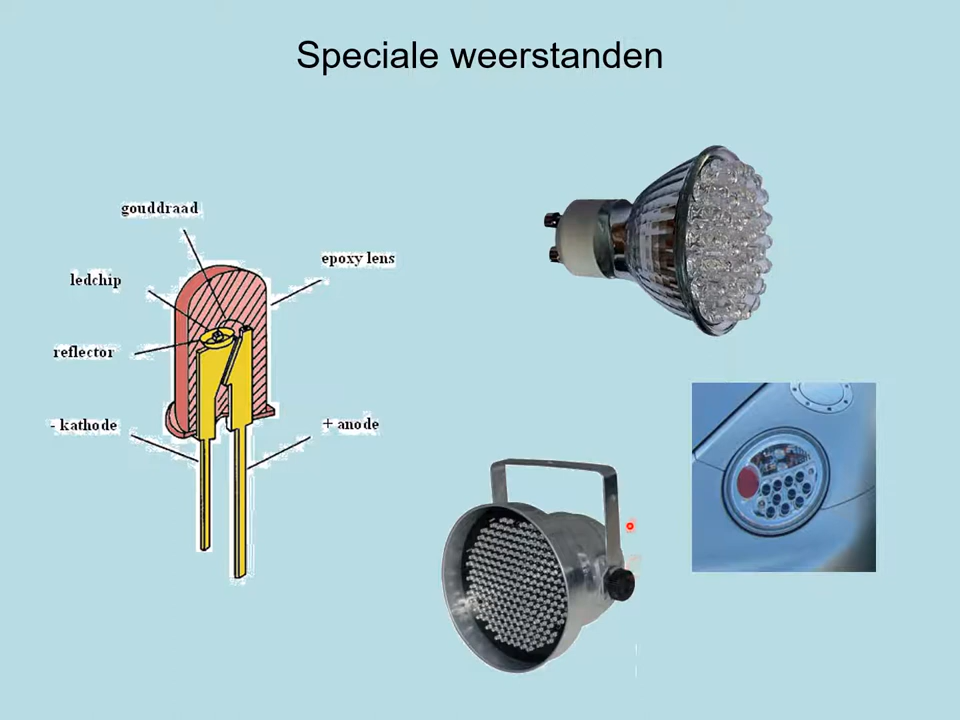 Speciale weerstanden
gouddraad
epoxy lens
ledchip
reflector
- kathode
+ anode